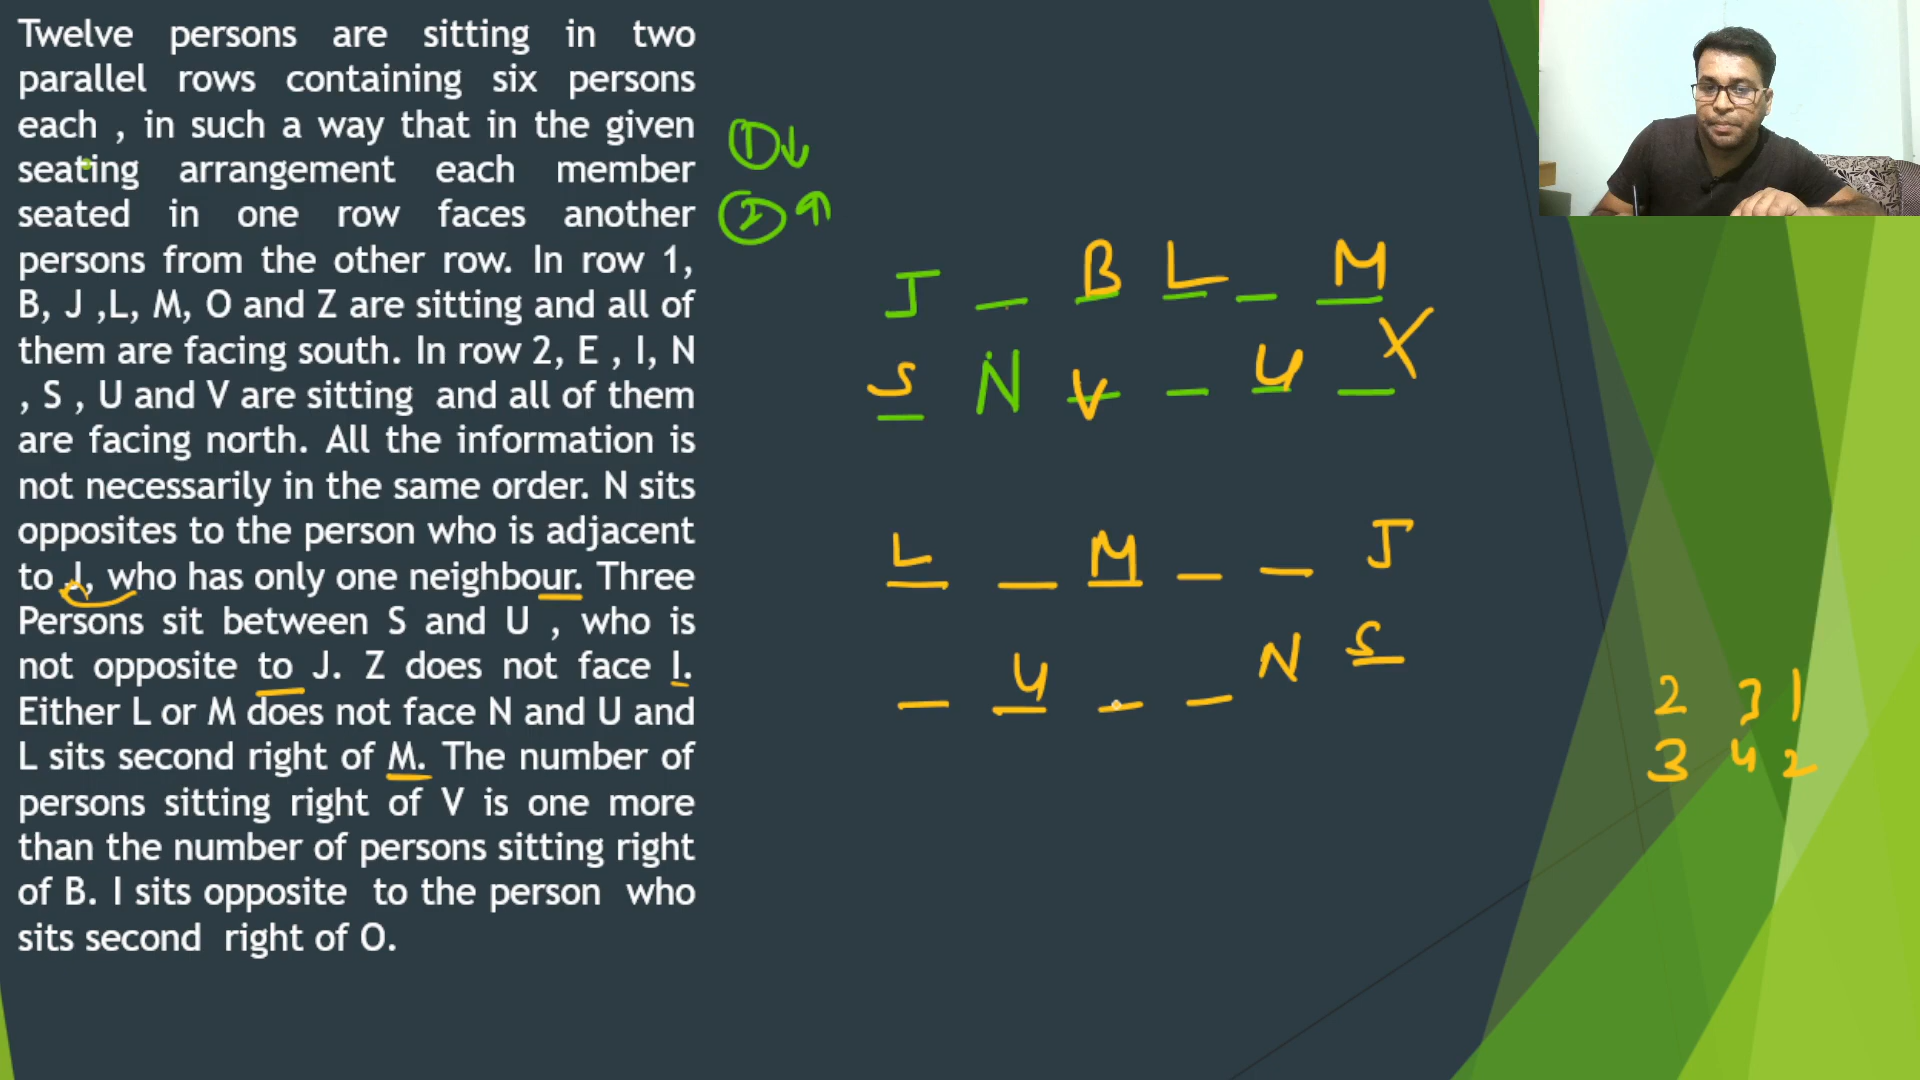 Twelve persons are sitting in two
parallel rows containing six persons
each , in such a way that in the given
seating arrangement each member
seated in one row faces another
persons from the other row. In row 1,
B, J ,L, M, O and Z are sitting and all of
them are facing south. In row 2, E , I, N
, S , U and V are sitting and all of them
are facing north. All the information is
not necessarily in the same order. N sits
opposites to the person who is adjacent
to J, who has only one neighbour. Three
Persons sit between S and U , who is
not opposite to J. Z does not face I.
Either L or M does not face N and U and
L sits second right of M. The number of
persons sitting right of V is one more
than the number of persons sitting right
of B. I sits opposite to the person who
sits second right of O.
1 ↓
2 ↑
J _ B L _ M
X
S N V _ U _
L _ M _ _ J
_ U _ _ N S
2 3 1
3 4 2